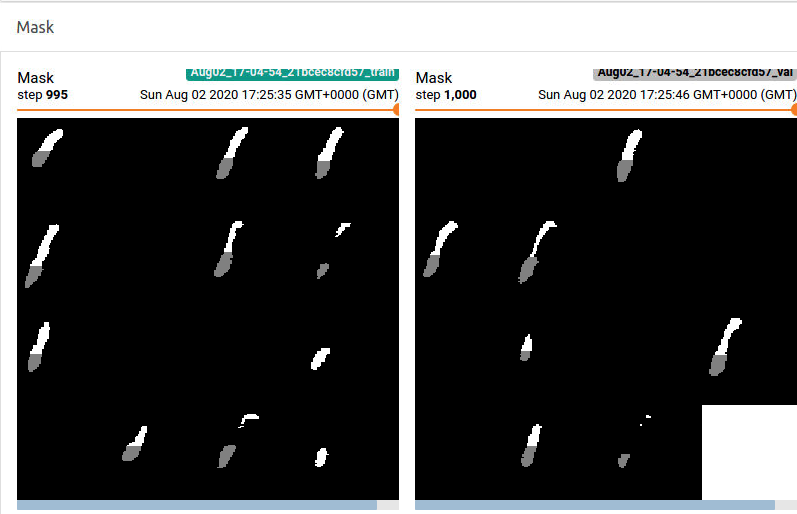 Mask
Mask
Aug02_17-04-54_21bcec8cfd57_train
step 995
Sun Aug 02 2020 17:25:35 GMT+0000 (GMT)
Mask
Aug02_17-04-54_21bcec8cfd57_val
step 1,000
Sun Aug 02 2020 17:25:46 GMT+0000 (GMT)